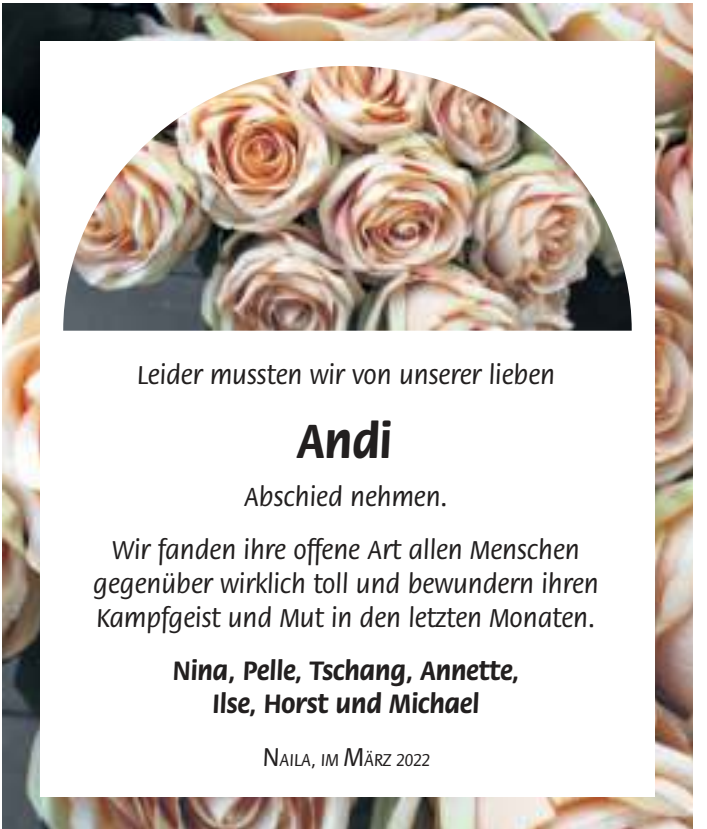 Leider mussten wir von unserer lieben
Andi
Abschied nehmen.
Wir fanden ihre offene Art allen Menschen
gegenüber wirklich toll und bewundern ihren
Kampfgeist und Mut in den letzten Monaten.
Nina, Pelle, Tschang, Annette,
Ilse, Horst und Michael
Naila, im März 2022